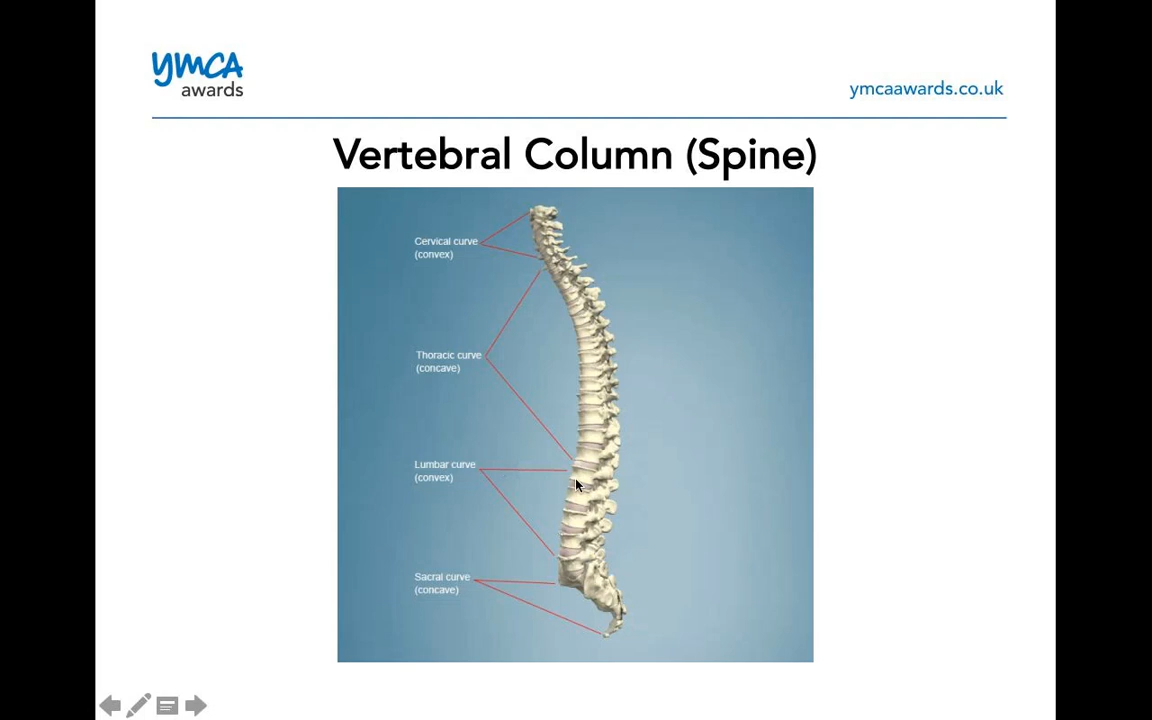 ymca
awards
ymcaawards.co.uk
Vertebral Column (Spine)
Cervical curve
(convex)
Thoracic curve
(concave)
Lumbar curve
(convex)
Sacral curve
(concave)